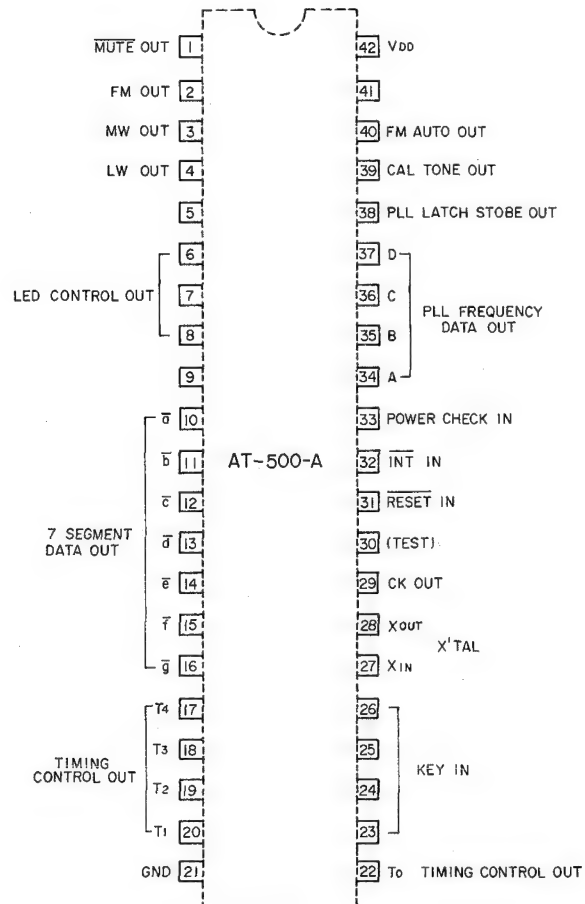 M̅U̅T̅E̅ OUT 1 42 VDD
FM OUT 2 41
MW OUT 3 40 FM AUTO OUT
LW OUT 4 39 CAL TONE OUT
5 38 PLL LATCH STOBE OUT
6 37 D
LED CONTROL OUT 7 36 C
PLL FREQUENCY
DATA OUT
8 35 B
9 34 A
a̅ 10 33 POWER CHECK IN
b̅ 11 AT-500-A 32 I̅N̅T̅ IN
c̅ 12 31 R̅E̅S̅E̅T̅ IN
7 SEGMENT
DATA OUT
d̅ 13 30 (TEST)
e̅ 14 29 CK OUT
f̅ 15 28 XOUT
X'TAL
g̅ 16 27 XIN
T4 17 26
T3 18 25
TIMING
CONTROL OUT
KEY IN
T2 19 24
T1 20 23
GND 21 22 To TIMING CONTROL OUT